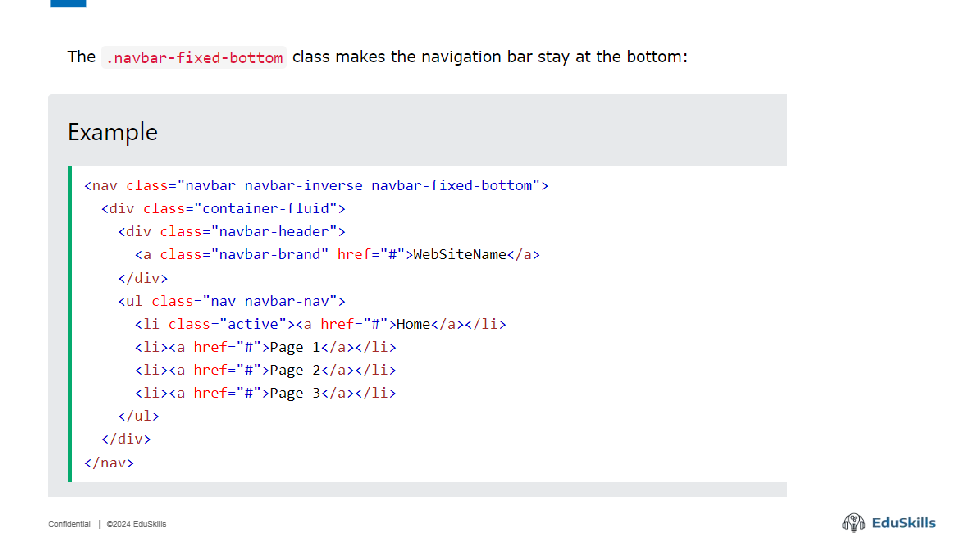 The .navbar-fixed-bottom class makes the navigation bar stay at the bottom:
Example
<nav class="navbar navbar-inverse navbar-fixed-bottom">
  <div class="container-fluid">
    <div class="navbar-header">
      <a class="navbar-brand" href="#">WebSiteName</a>
    </div>
    <ul class="nav navbar-nav">
      <li class="active"><a href="#">Home</a></li>
      <li><a href="#">Page 1</a></li>
      <li><a href="#">Page 2</a></li>
      <li><a href="#">Page 3</a></li>
    </ul>
  </div>
</nav>
Confidential | ©2024 EduSkills
EduSkills